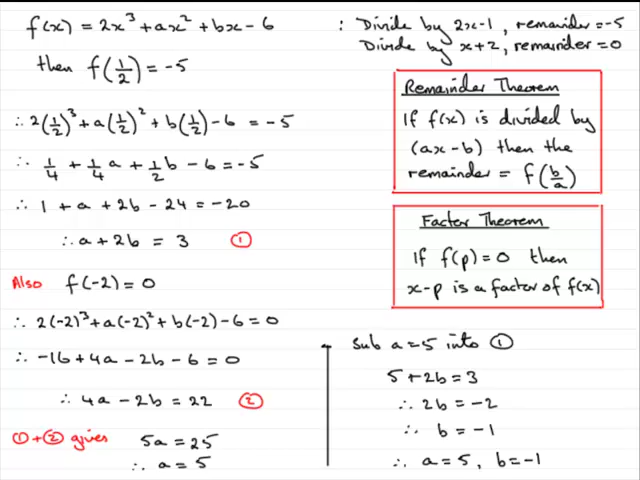 f(x) = 2x³ + ax² + bx - 6 : Divide by 2x-1, remainder = -5
Divide by x+2, remainder = 0
then f(1/2) = -5
∴ 2(1/2)³ + a(1/2)² + b(1/2) - 6 = -5
∴ 1/4 + 1/4a + 1/2b - 6 = -5
∴ 1 + a + 2b - 24 = -20
∴ a + 2b = 3 ①
Also f(-2) = 0
∴ 2(-2)³ + a(-2)² + b(-2) - 6 = 0
∴ -16 + 4a - 2b - 6 = 0
∴ 4a - 2b = 22 ②
① + ② gives 5a = 25
∴ a = 5
Remainder Theorem
If f(x) is divided by
(ax - b) then the
remainder = f(b/a)
Factor Theorem
If f(p) = 0 then
x-p is a factor of f(x)
sub a = 5 into ①
5 + 2b = 3
∴ 2b = -2
∴ b = -1
∴ a = 5, b = -1